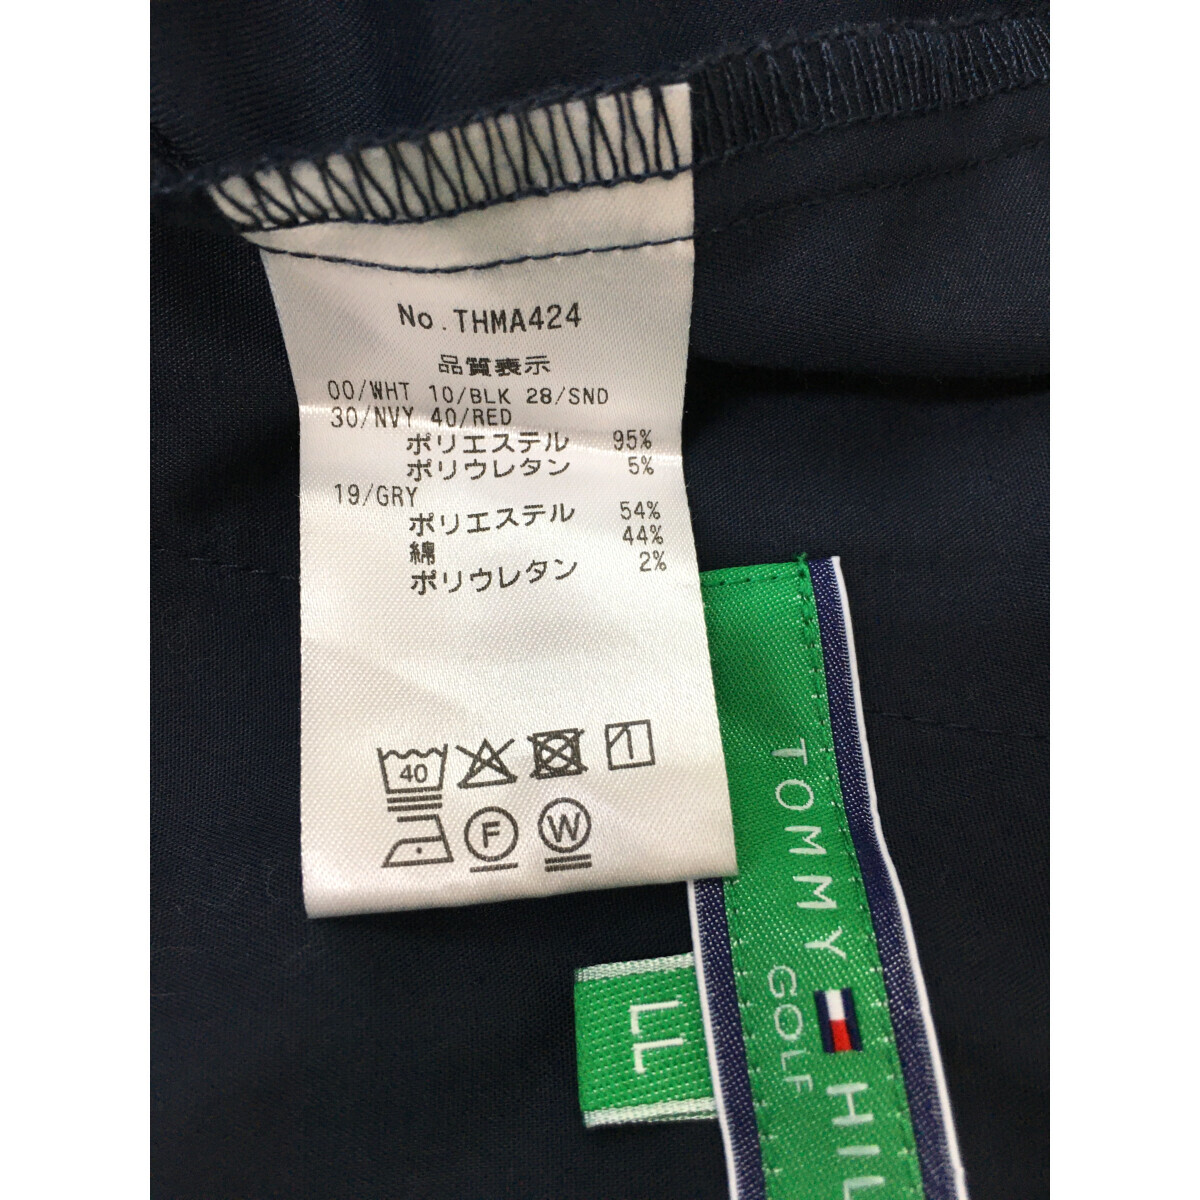 No.THMA424
品質表示
00/WHT 10/BLK 28/SND
30/NVY 40/RED
ポリエステル 95%
ポリウレタン 5%
19/GRY
ポリエステル 54%
綿 44%
ポリウレタン 2%
40
F
W
TOMMY HIL
GOLF
LL